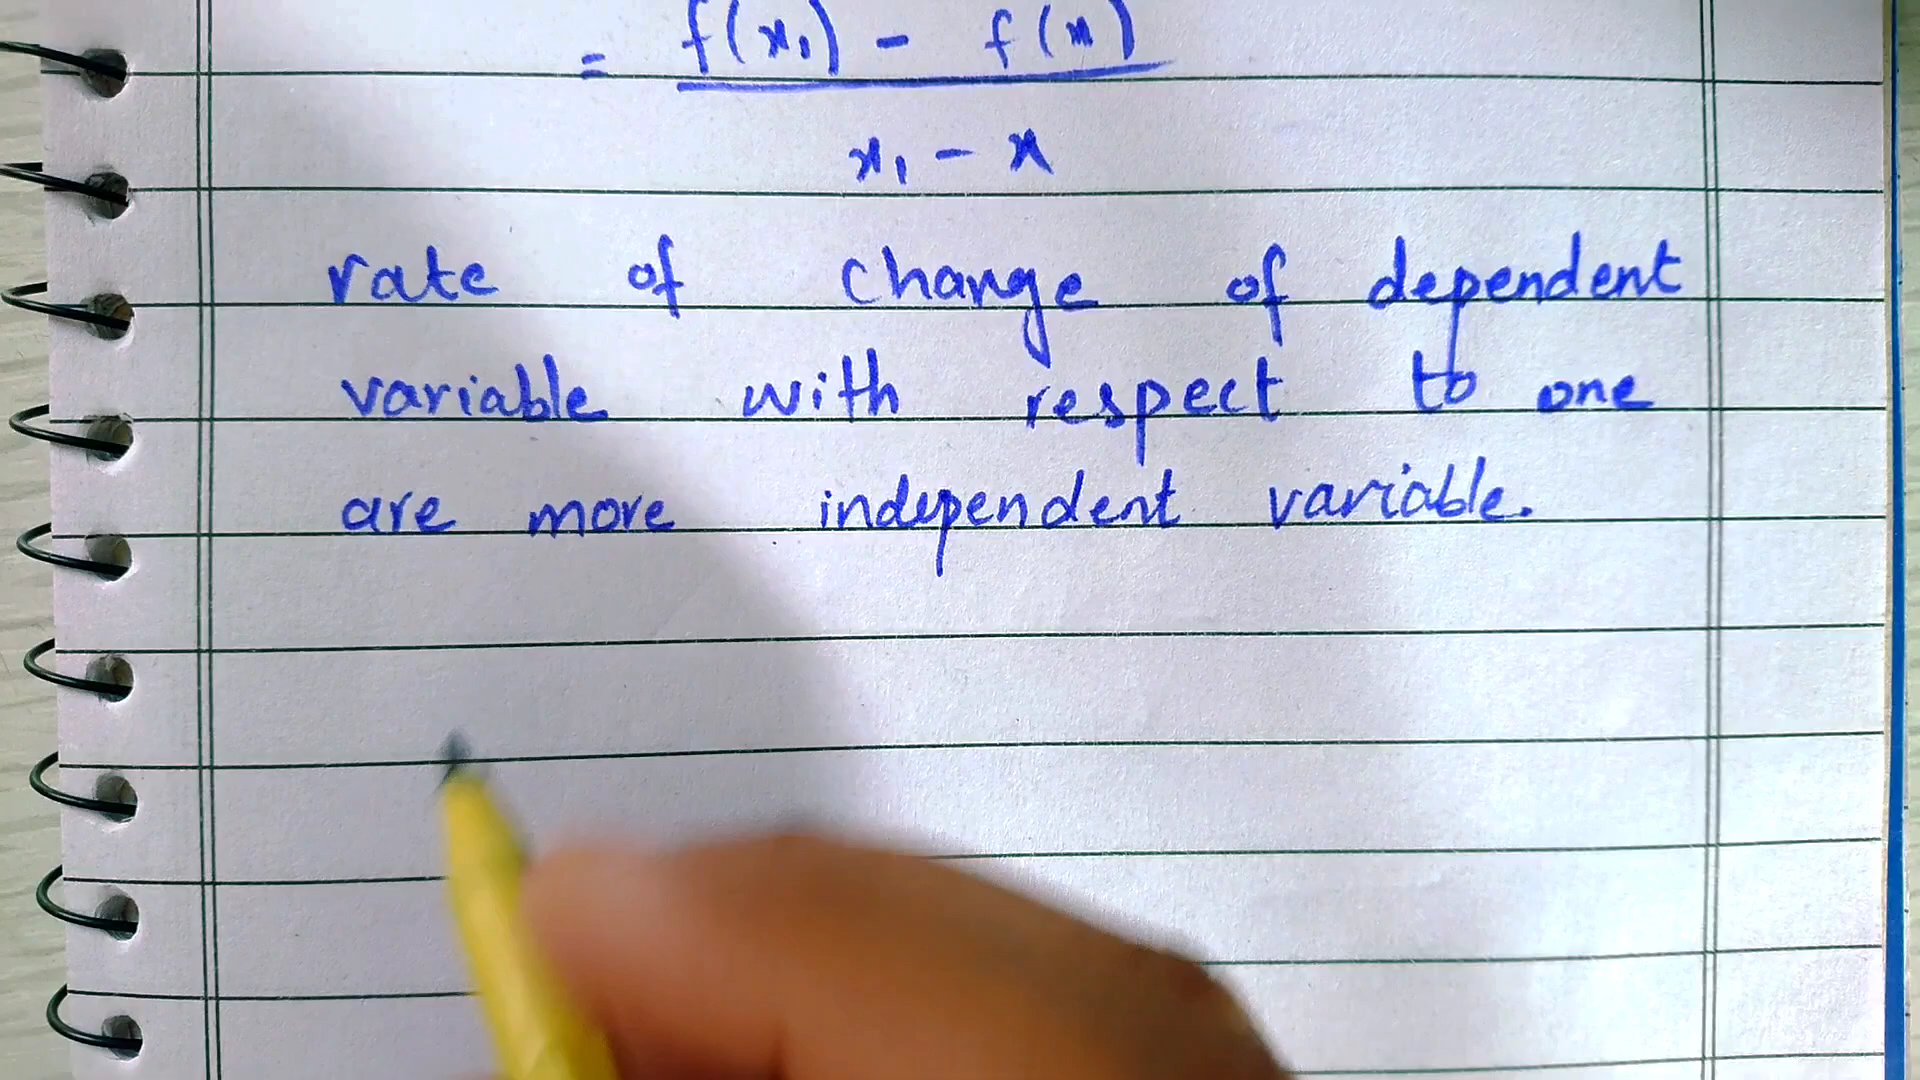 = f(x₁) - f(x)
x₁ - x
rate of change of dependent
variable with respect to one
are more independent variable.